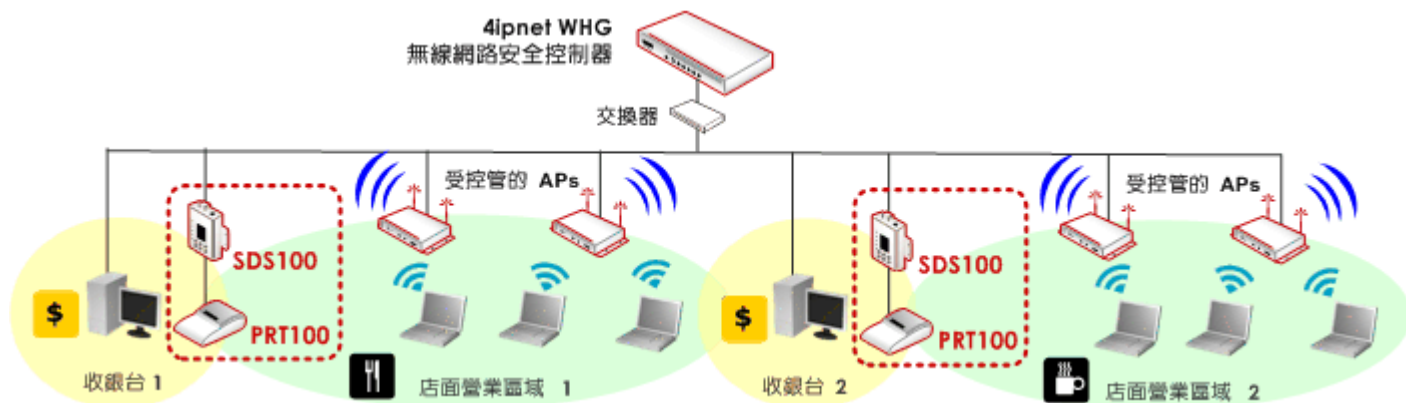 4ipnet WHG
無線網路安全控制器
交換器
受控管的 APs
受控管的 APs
SDS100
SDS100
$
PRT100
$
PRT100
收銀台 1
店面營業區域 1
收銀台 2
店面營業區域 2